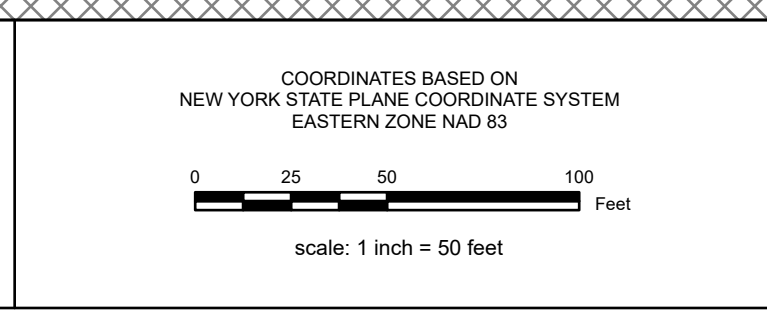 COORDINATES BASED ON
NEW YORK STATE PLANE COORDINATE SYSTEM
EASTERN ZONE NAD 83
0 25 50 100
Feet
scale: 1 inch = 50 feet